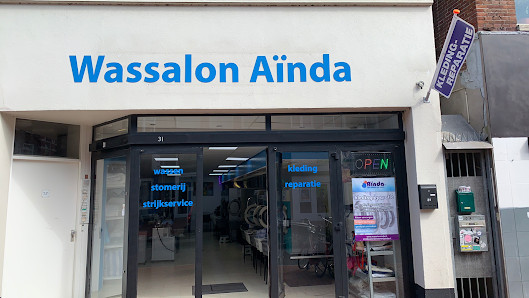 Wassalon Aïnda
KLEDING-
REPARATIE
31
wassen
stomerij
strijkservice
kleding
reparatie
OPEN
Aïnda